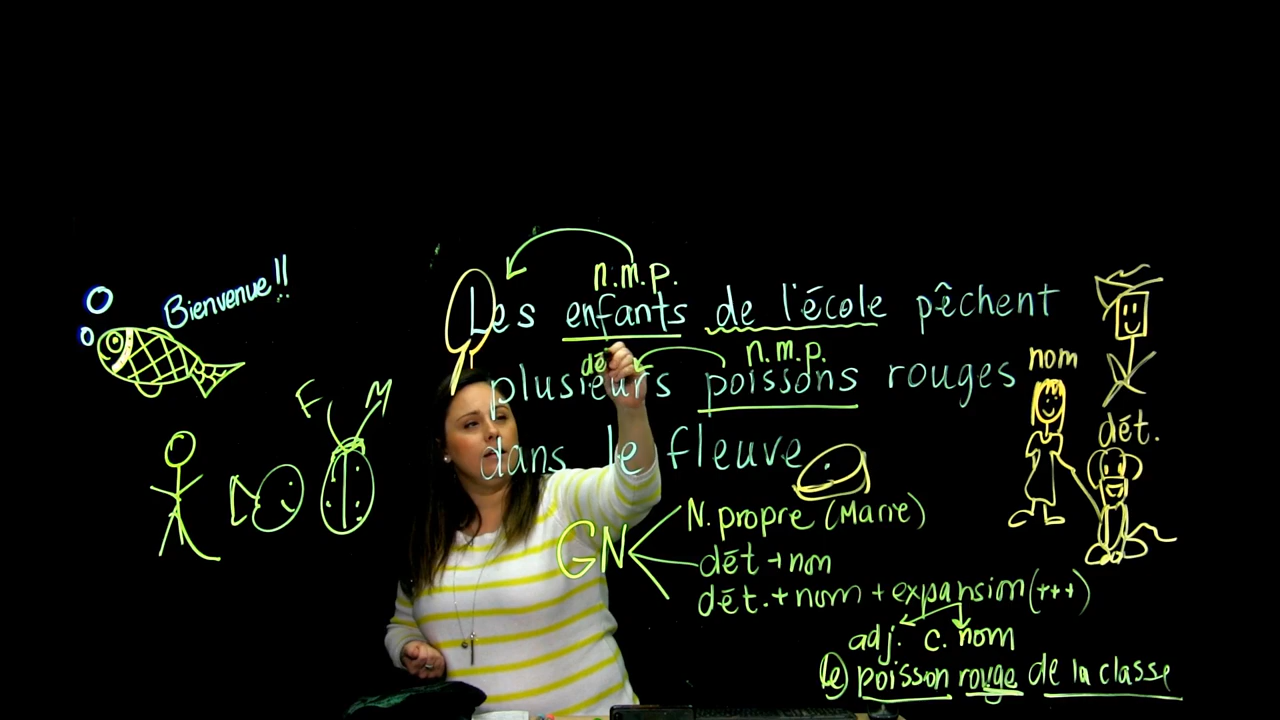 Bienvenue!!
F M
n.m.p.
Les enfants de l'école pêchent
dé n.m.p.
plusieurs poissons rouges
dans le fleuve
nom
dét.
GN
N. propre (Marie)
dét + nom
dét. + nom + expansion (+++)
adj. c. nom
le poisson rouge de la classe